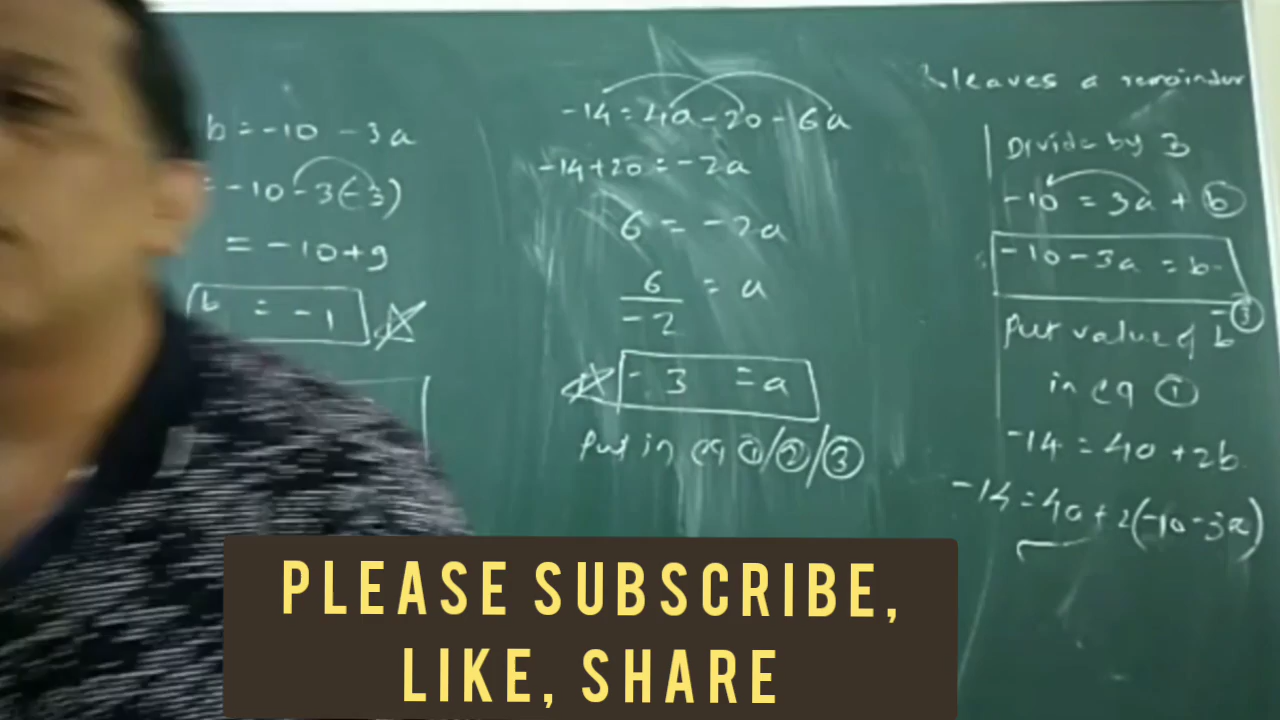 b = -10 - 3a
= -10 - 3(-3)
= -10 + 9
b = -1
-14 = 4a - 20 - 6a
-14 + 20 = -2a
6 = -2a
6/-2 = a
-3 = a
Put in eq ①/②/③
leaves a remainder
Divide by 3
-10 = 3a + b
-10 - 3a = b - ③
Put value of b
in eq ①
-14 = 4a + 2b
-14 = 4a + 2(-10 - 3a)
PLEASE SUBSCRIBE,
LIKE, SHARE